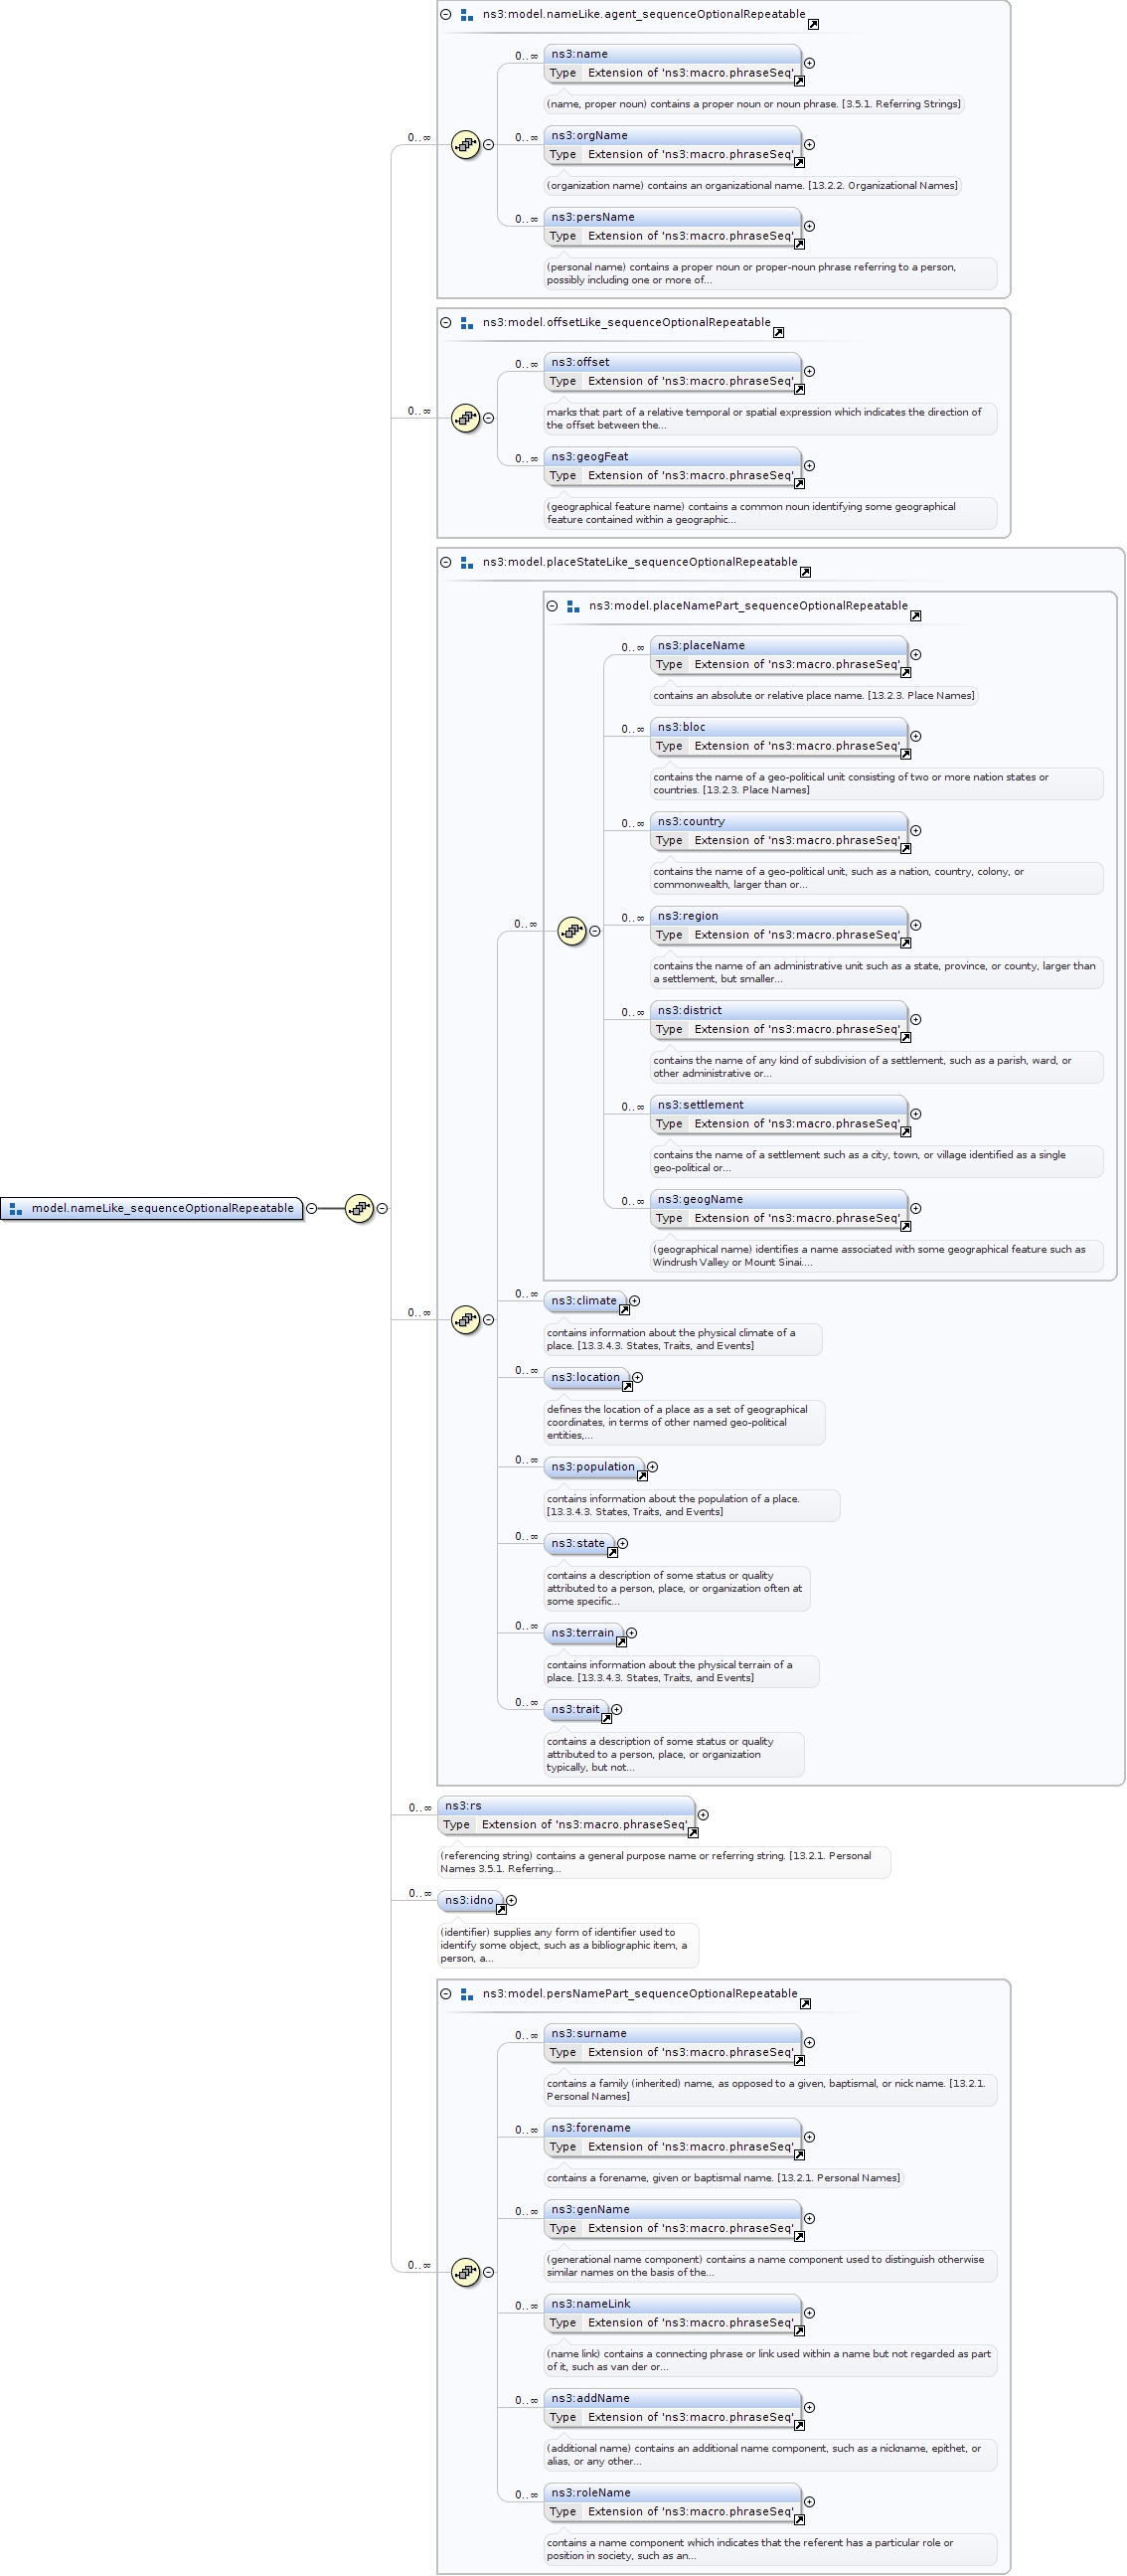 ns3:model.nameLike.agent_sequenceOptionalRepeatable
0..∞
ns3:name
Type Extension of 'ns3:macro.phraseSeq'
(name, proper noun) contains a proper noun or noun phrase. [3.5.1. Referring Strings]
0..∞
0..∞
ns3:orgName
Type Extension of 'ns3:macro.phraseSeq'
(organization name) contains an organizational name. [13.2.2. Organizational Names]
0..∞
ns3:persName
Type Extension of 'ns3:macro.phraseSeq'
(personal name) contains a proper noun or proper-noun phrase referring to a person,
possibly including one or more of...
ns3:model.offsetLike_sequenceOptionalRepeatable
0..∞
ns3:offset
Type Extension of 'ns3:macro.phraseSeq'
marks that part of a relative temporal or spatial expression which indicates the direction of
the offset between the...
0..∞
0..∞
ns3:geogFeat
Type Extension of 'ns3:macro.phraseSeq'
(geographical feature name) contains a common noun identifying some geographical
feature contained within a geographic...
ns3:model.placeStateLike_sequenceOptionalRepeatable
ns3:model.placeNamePart_sequenceOptionalRepeatable
0..∞
ns3:placeName
Type Extension of 'ns3:macro.phraseSeq'
contains an absolute or relative place name. [13.2.3. Place Names]
0..∞
ns3:bloc
Type Extension of 'ns3:macro.phraseSeq'
contains the name of a geo-political unit consisting of two or more nation states or
countries. [13.2.3. Place Names]
0..∞
ns3:country
Type Extension of 'ns3:macro.phraseSeq'
contains the name of a geo-political unit, such as a nation, country, colony, or
commonwealth, larger than or...
0..∞
0..∞
ns3:region
Type Extension of 'ns3:macro.phraseSeq'
contains the name of an administrative unit such as a state, province, or county, larger than
a settlement, but smaller...
0..∞
ns3:district
Type Extension of 'ns3:macro.phraseSeq'
contains the name of any kind of subdivision of a settlement, such as a parish, ward, or
other administrative or...
0..∞
ns3:settlement
Type Extension of 'ns3:macro.phraseSeq'
contains the name of a settlement such as a city, town, or village identified as a single
geo-political or...
0..∞
ns3:geogName
Type Extension of 'ns3:macro.phraseSeq'
(geographical name) identifies a name associated with some geographical feature such as
Windrush Valley or Mount Sinai....
model.nameLike_sequenceOptionalRepeatable
0..∞
0..∞
ns3:climate
contains information about the physical climate of a
place. [13.3.4.3. States, Traits, and Events]
0..∞
ns3:location
defines the location of a place as a set of geographical
coordinates, in terms of other named geo-political
entities,...
0..∞
ns3:population
contains information about the population of a place.
[13.3.4.3. States, Traits, and Events]
0..∞
ns3:state
contains a description of some status or quality
attributed to a person, place, or organization often at
some specific...
0..∞
ns3:terrain
contains information about the physical terrain of a
place. [13.3.4.3. States, Traits, and Events]
0..∞
ns3:trait
contains a description of some status or quality
attributed to a person, place, or organization
typically, but not...
0..∞
ns3:rs
Type Extension of 'ns3:macro.phraseSeq'
(referencing string) contains a general purpose name or referring string. [13.2.1. Personal
Names 3.5.1. Referring...
0..∞
ns3:idno
(identifier) supplies any form of identifier used to
identify some object, such as a bibliographic item, a
person, a...
ns3:model.persNamePart_sequenceOptionalRepeatable
0..∞
ns3:surname
Type Extension of 'ns3:macro.phraseSeq'
contains a family (inherited) name, as opposed to a given, baptismal, or nick name. [13.2.1.
Personal Names]
0..∞
ns3:forename
Type Extension of 'ns3:macro.phraseSeq'
contains a forename, given or baptismal name. [13.2.1. Personal Names]
0..∞
ns3:genName
Type Extension of 'ns3:macro.phraseSeq'
(generational name component) contains a name component used to distinguish otherwise
similar names on the basis of the...
0..∞
0..∞
ns3:nameLink
Type Extension of 'ns3:macro.phraseSeq'
(name link) contains a connecting phrase or link used within a name but not regarded as part
of it, such as van der or...
0..∞
ns3:addName
Type Extension of 'ns3:macro.phraseSeq'
(additional name) contains an additional name component, such as a nickname, epithet, or
alias, or any other...
0..∞
ns3:roleName
Type Extension of 'ns3:macro.phraseSeq'
contains a name component which indicates that the referent has a particular role or
position in society, such as an...